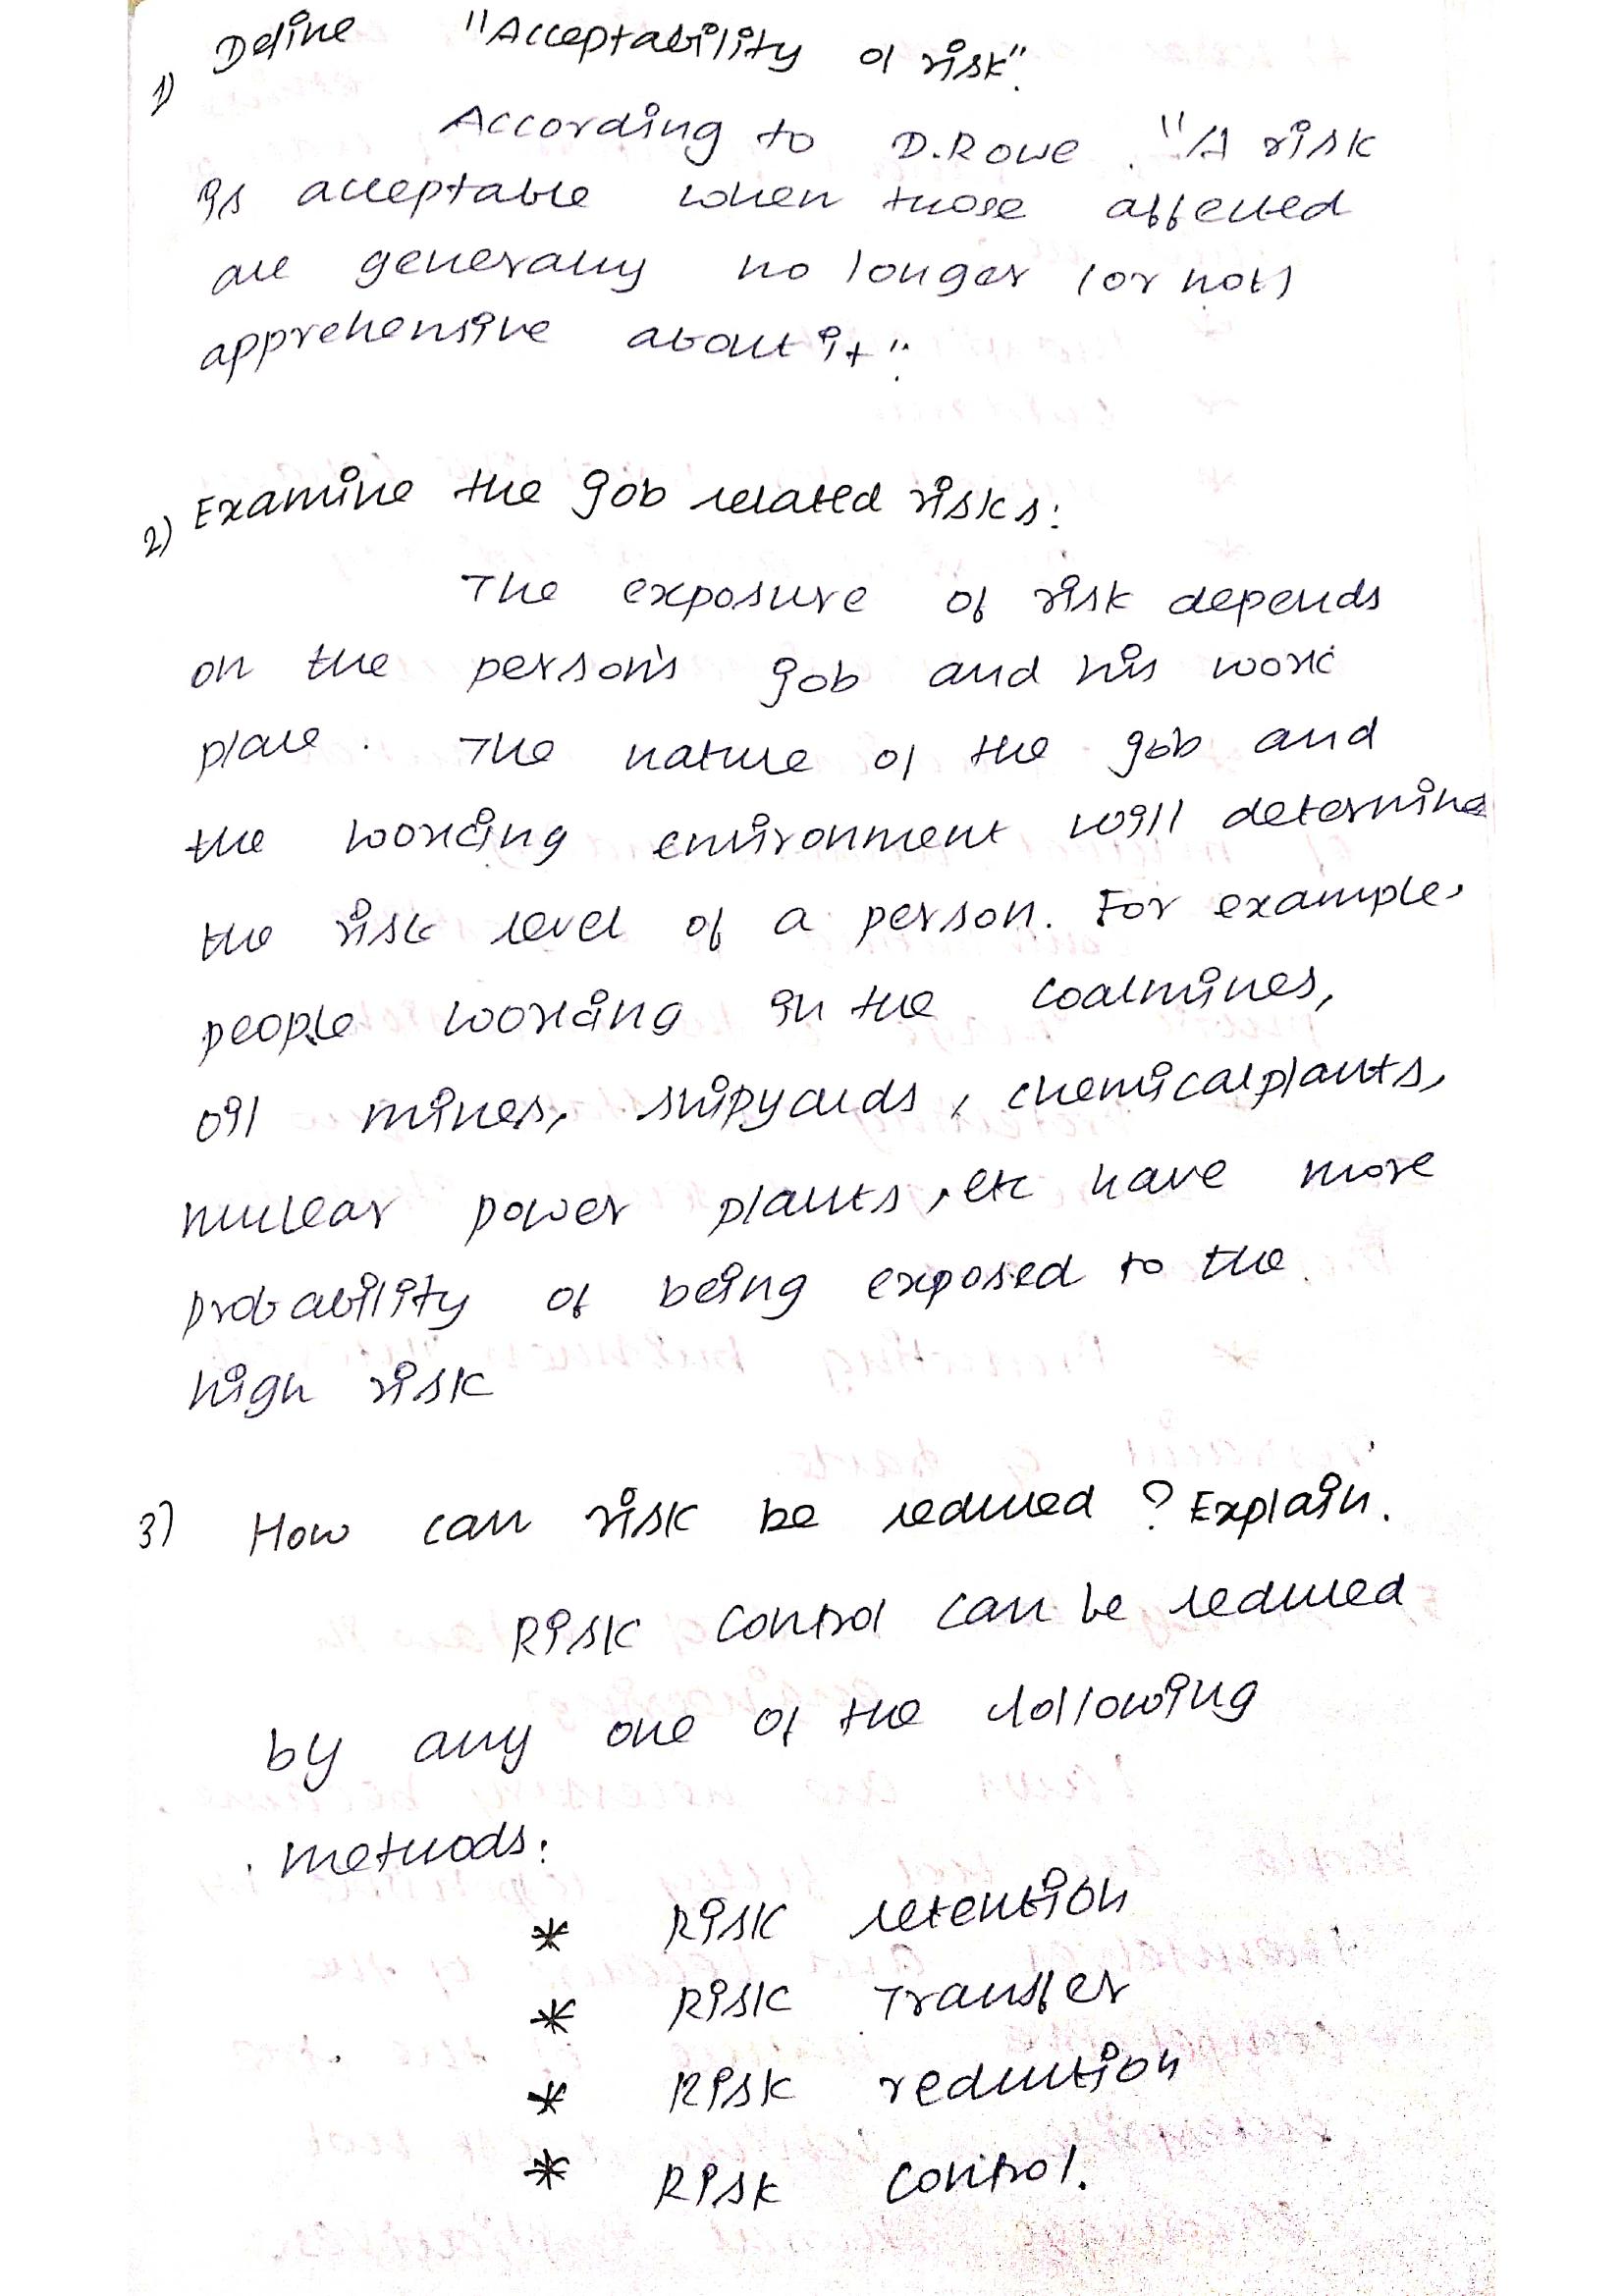 1) Define "Acceptability of risk".
According to D.Rowe. "A risk
is acceptable when those affected
are generally no longer (or not)
apprehensive about it".
2) Examine the job related risks:
The exposure of risk depends
on the person's job and his work
place. The nature of the job and
the working environment will determine
the risk level of a person. For example,
people working in the coalmines,
oil mines, shipyards, chemicalplants,
nuclear power plants, etc have more
probability of being exposed to the
high risk
3) How can risk be reduced? Explain.
Risk control can be reduced
by any one of the following
methods:
* Risk retention
* Risk Transfer
* Risk reduction
* Risk control.